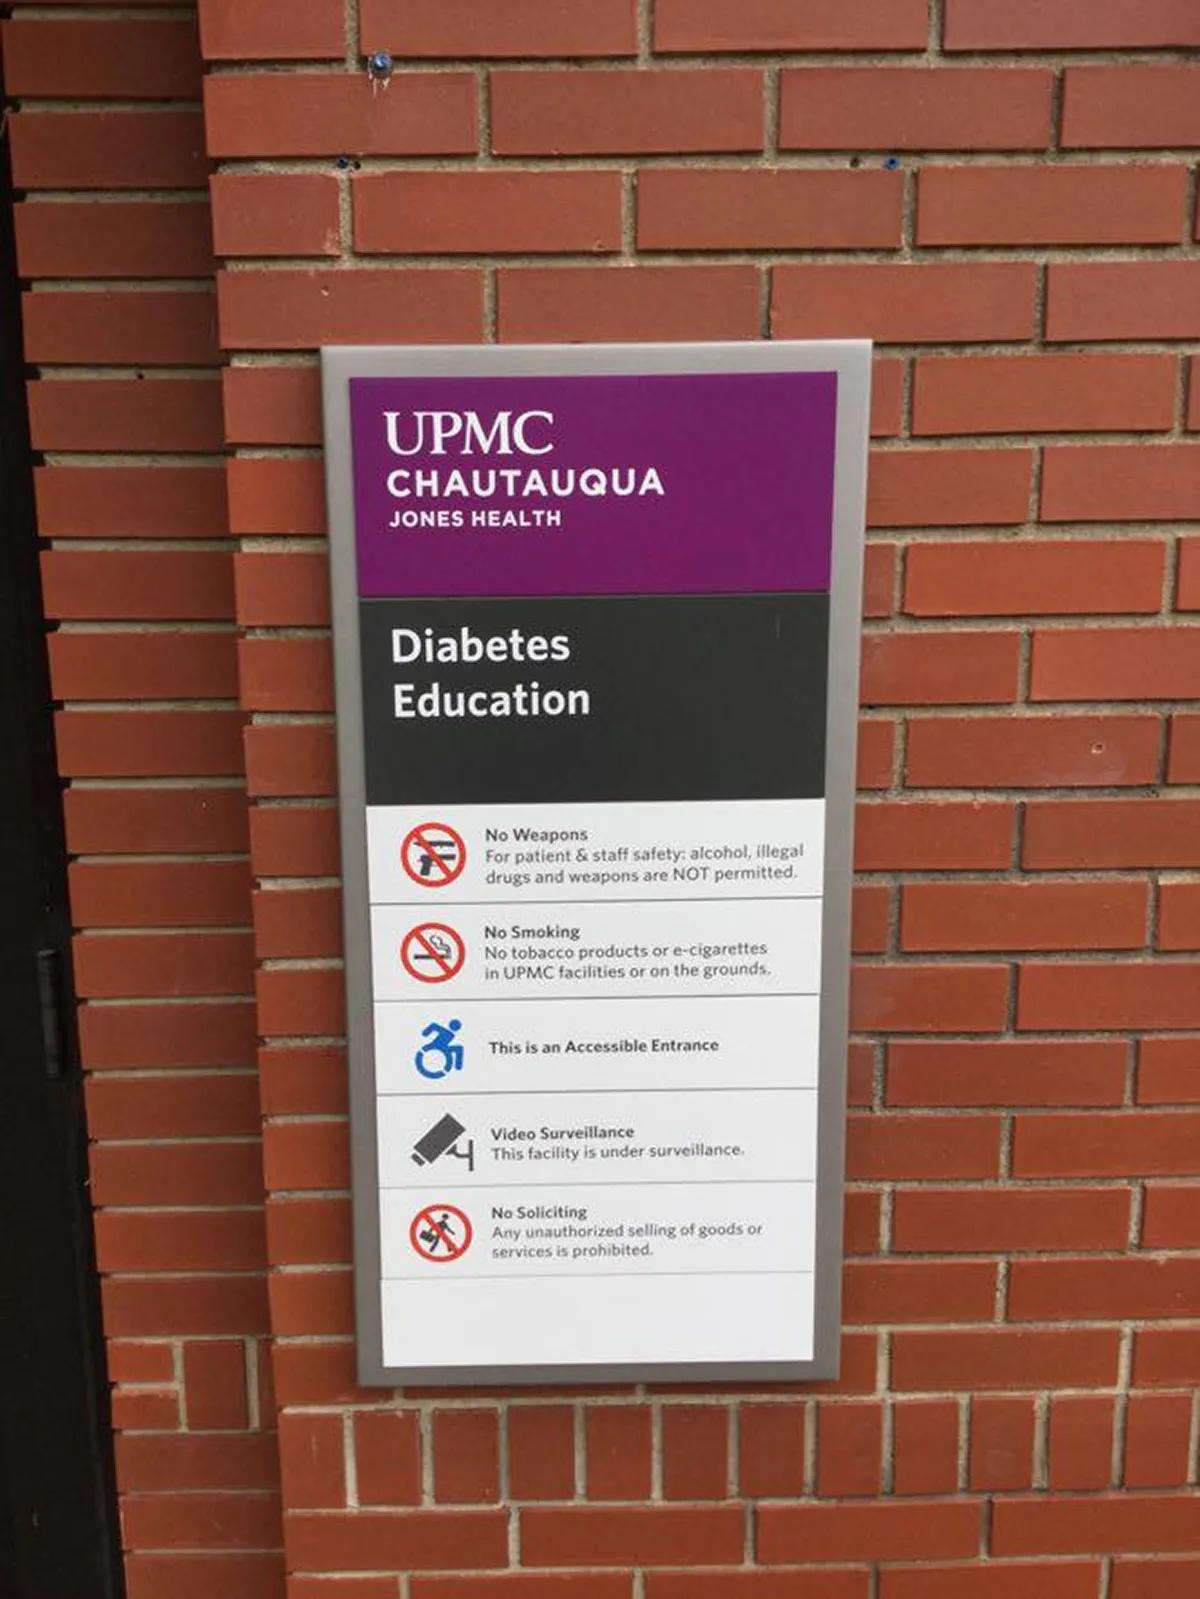 UPMC
CHAUTAUQUA
JONES HEALTH
Diabetes
Education
No Weapons
For patient & staff safety: alcohol, illegal
drugs and weapons are NOT permitted.
No Smoking
No tobacco products or e-cigarettes
in UPMC facilities or on the grounds.
This is an Accessible Entrance
Video Surveillance
This facility is under surveillance.
No Soliciting
Any unauthorized selling of goods or
services is prohibited.